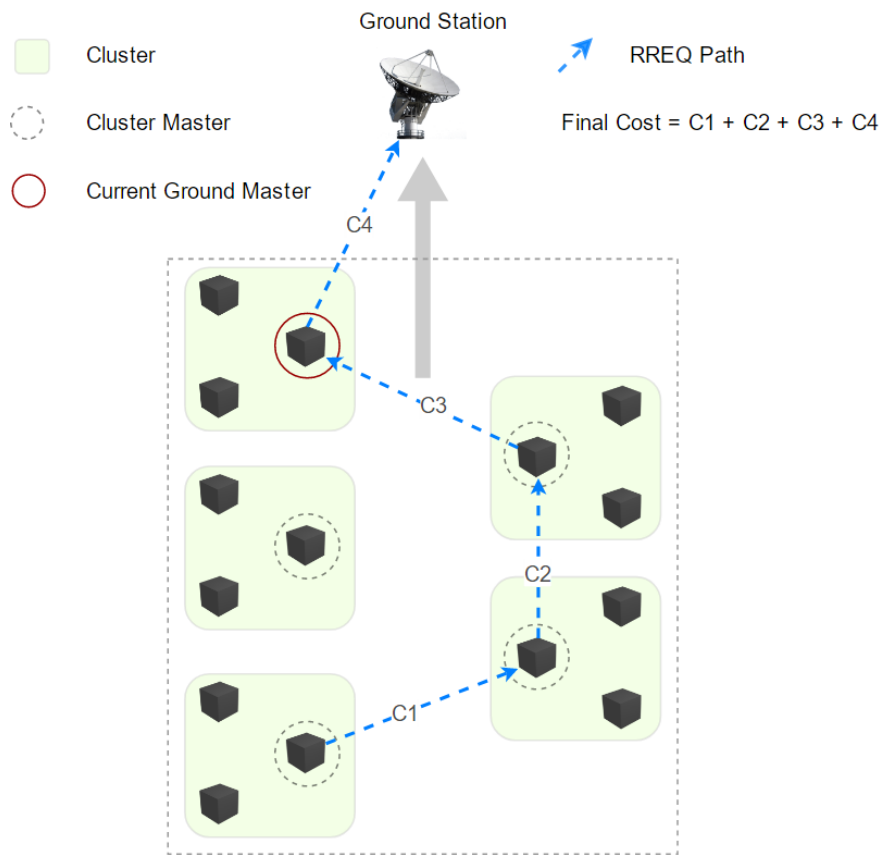 Ground Station
Cluster
RREQ Path
Cluster Master
Final Cost = C1 + C2 + C3 + C4
Current Ground Master
C4
C3
C2
C1